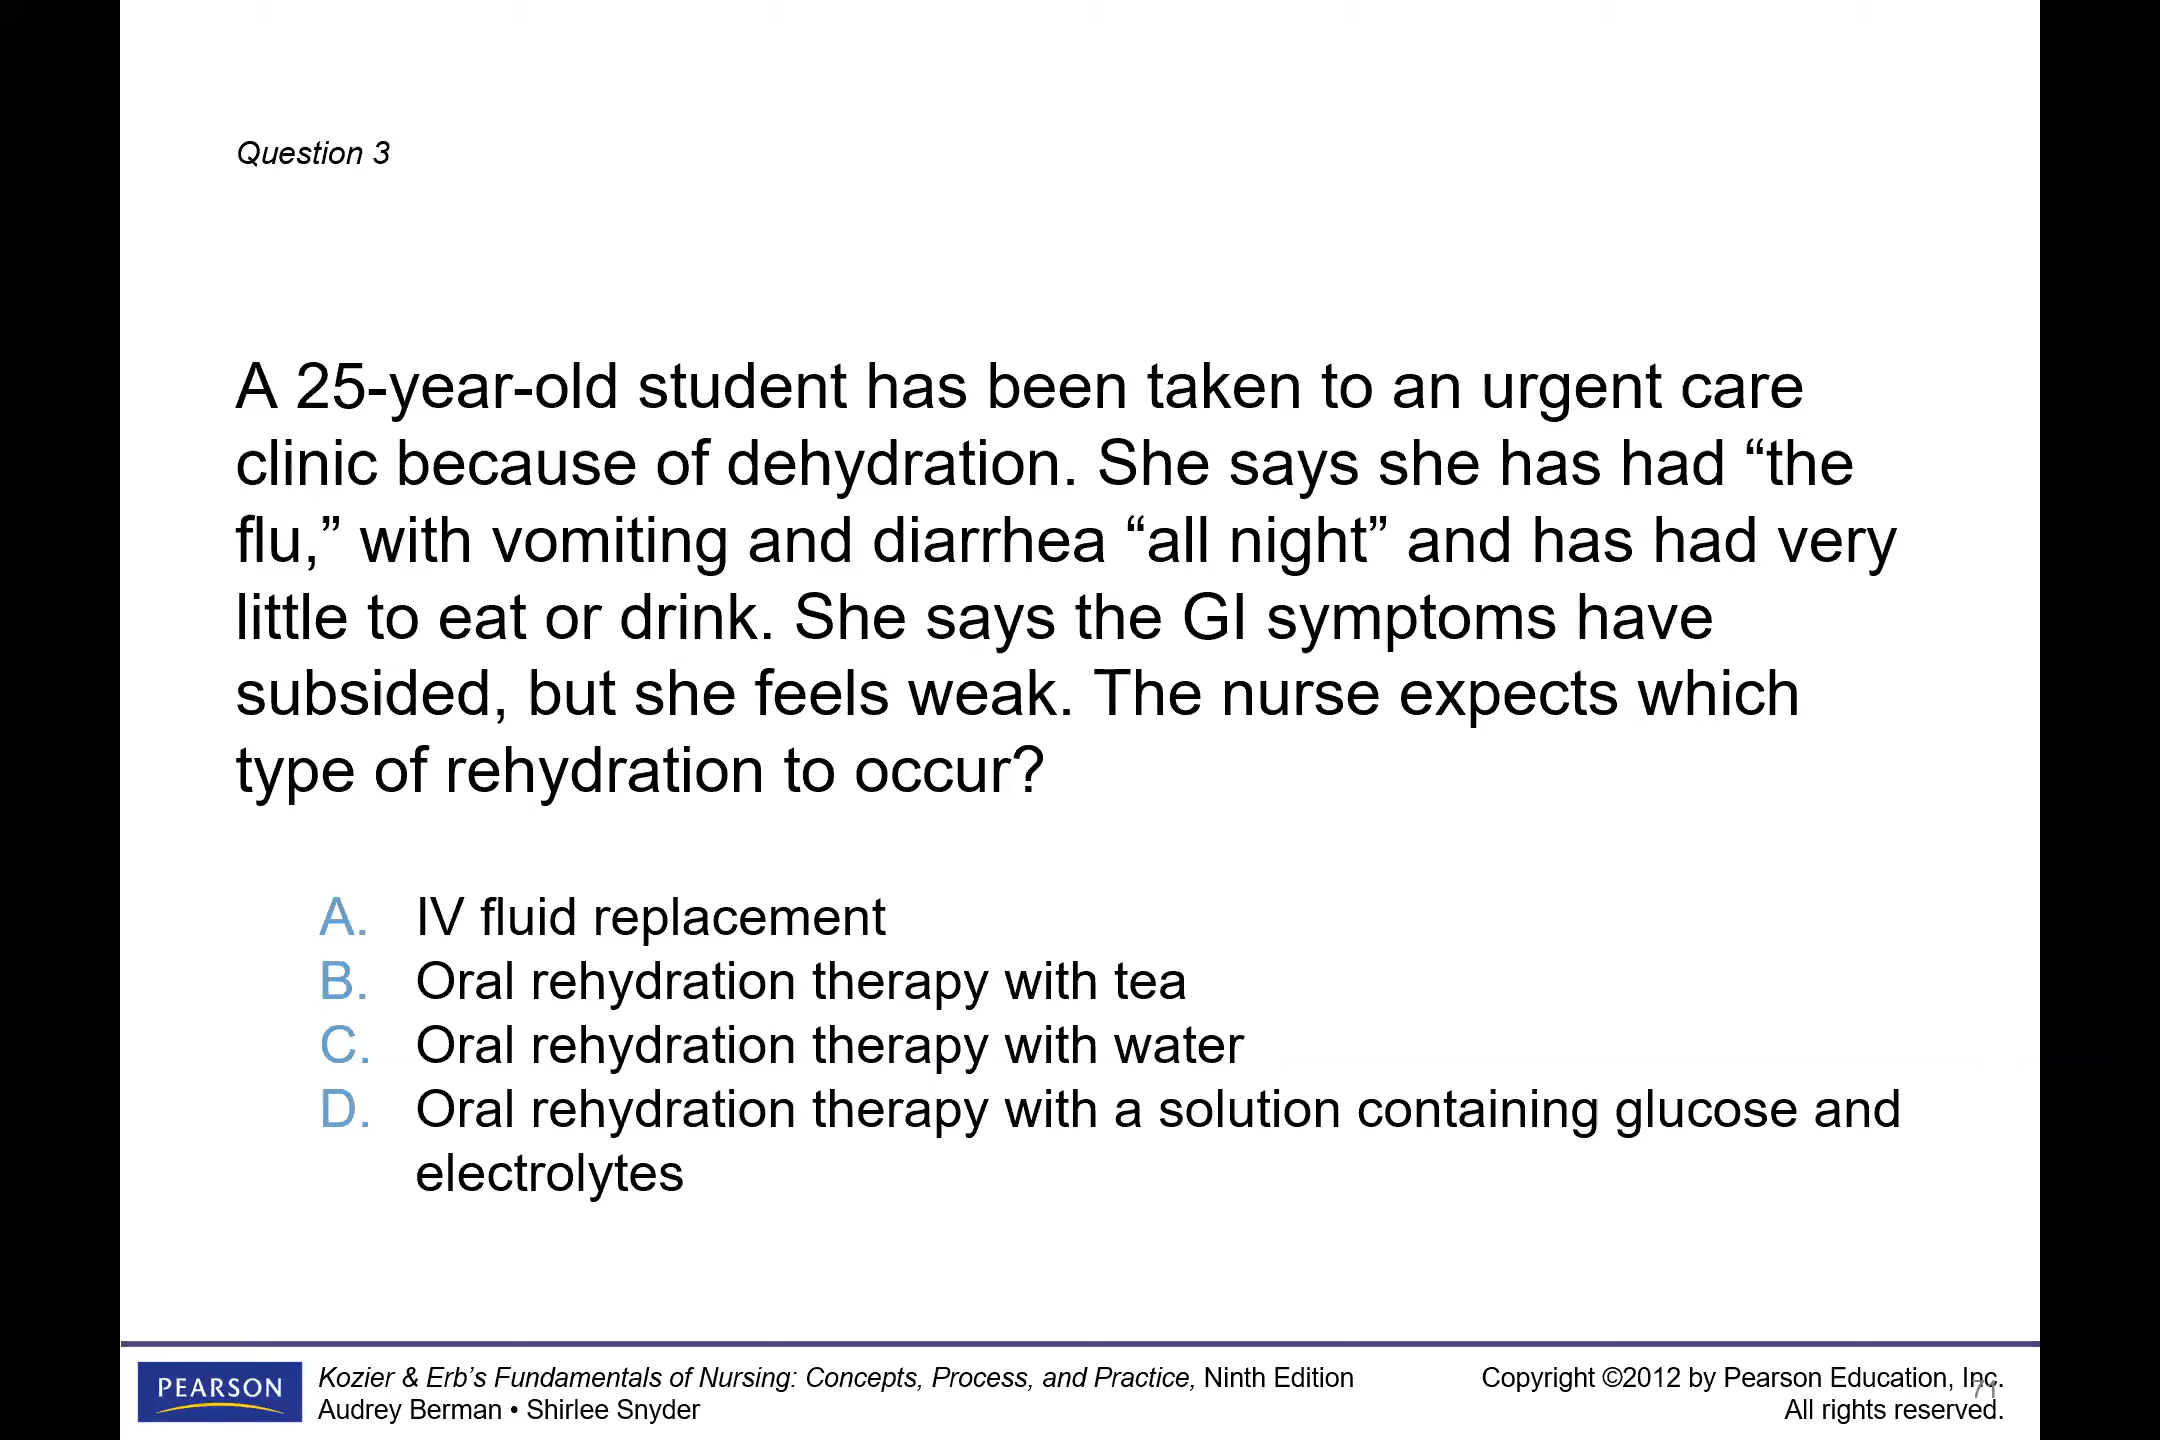 Question 3
A 25-year-old student has been taken to an urgent care
clinic because of dehydration. She says she has had “the
flu,” with vomiting and diarrhea “all night” and has had very
little to eat or drink. She says the GI symptoms have
subsided, but she feels weak. The nurse expects which
type of rehydration to occur?
A. IV fluid replacement
B. Oral rehydration therapy with tea
C. Oral rehydration therapy with water
D. Oral rehydration therapy with a solution containing glucose and
electrolytes
PEARSON
Kozier & Erb’s Fundamentals of Nursing: Concepts, Process, and Practice, Ninth Edition
Audrey Berman • Shirlee Snyder
Copyright ©2012 by Pearson Education, Inc.
All rights reserved.
71